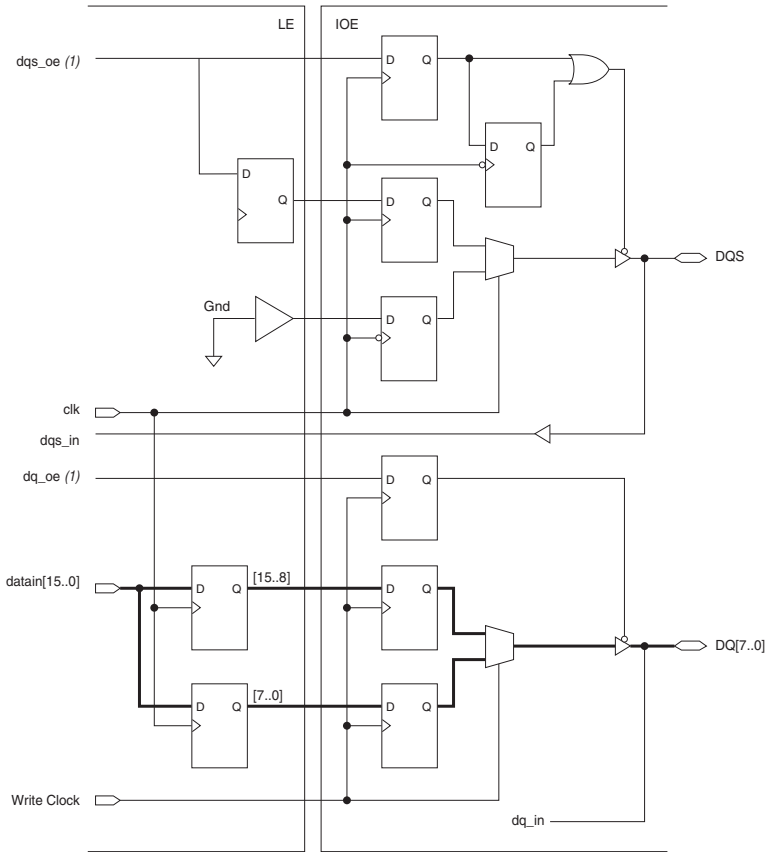 LE IOE
dqs_oe (1)
D Q
D Q
D
Q
D Q
DQS
Gnd
D Q
clk
dqs_in
dq_oe (1)
D Q
datain[15..0]
D Q
[15..8]
D Q
DQ[7..0]
D Q
[7..0]
D Q
Write Clock
dq_in